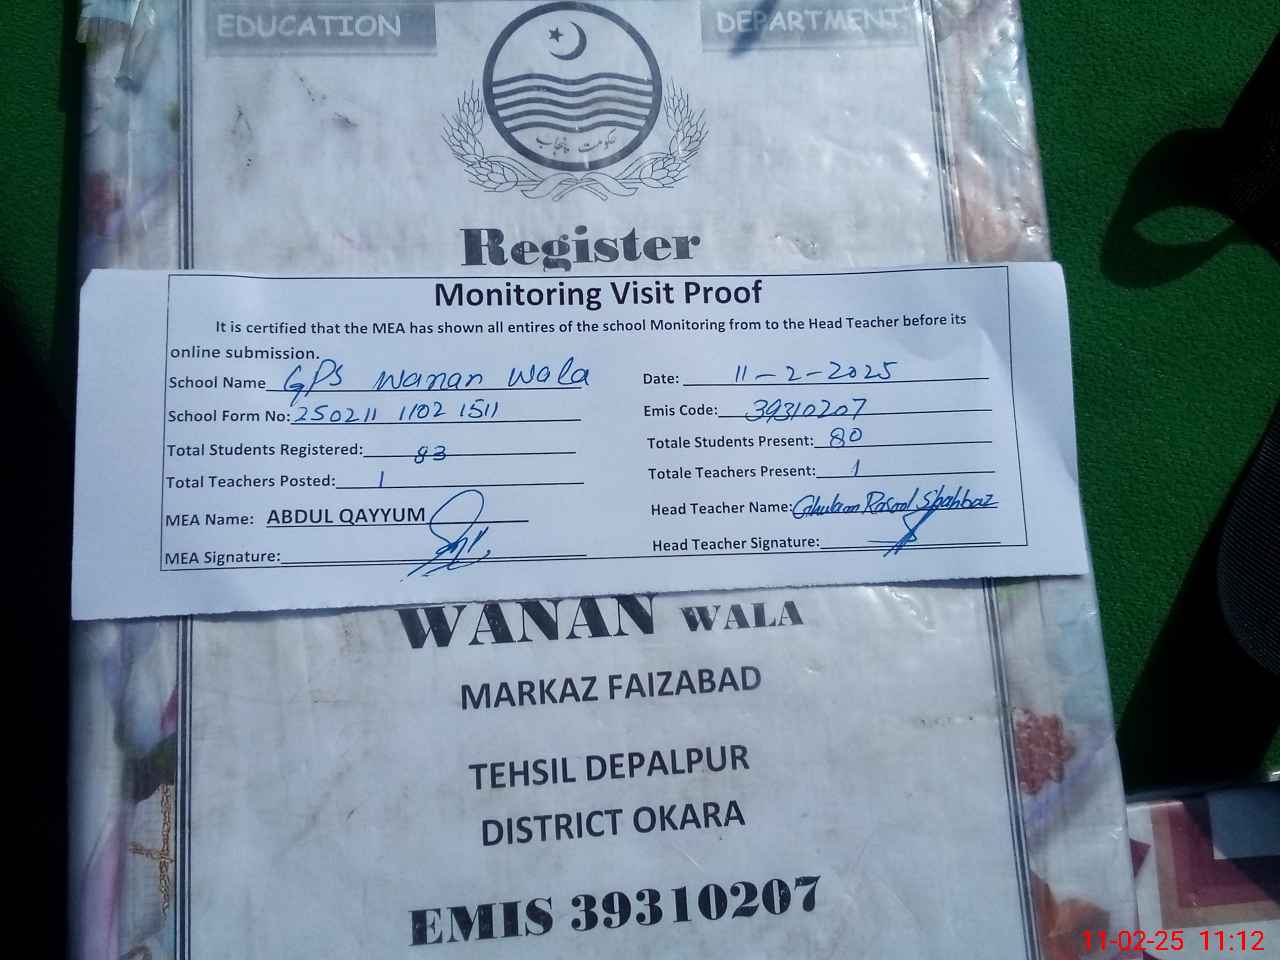 EDUCATION DEPARTMENT
حکومت پنجاب
Register
Monitoring Visit Proof
It is certified that the MEA has shown all entires of the school Monitoring from to the Head Teacher before its
online submission.
School Name GPS Wanan Wala Date: 11-2-2025
School Form No: 250211 1102 1511 Emis Code: 39310207
Total Students Registered: 83 Totale Students Present: 80
Total Teachers Posted: 1 Totale Teachers Present: 1
MEA Name: ABDUL QAYYUM Head Teacher Name: Ghulam Rasool Shahbaz
MEA Signature: Head Teacher Signature:
WANAN WALA
MARKAZ FAIZABAD
TEHSIL DEPALPUR
DISTRICT OKARA
EMIS 39310207
11-02-25 11:12